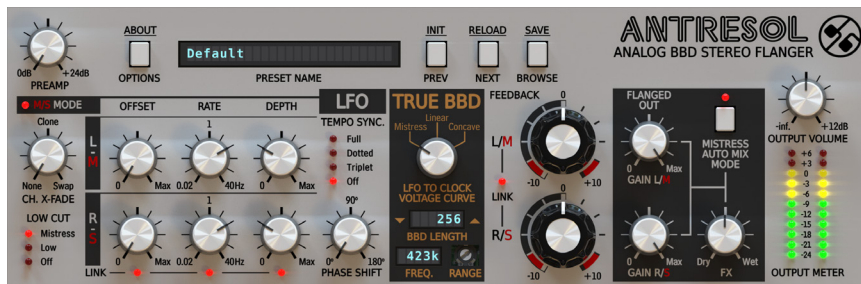 ABOUT
INIT
RELOAD
SAVE
ANTRESOL
ANALOG BBD STEREO FLANGER
Default
0dB +24dB
PREAMP
OPTIONS
PRESET NAME
PREV
NEXT
BROWSE
M/S MODE
OFFSET
RATE
DEPTH
LFO
TRUE BBD
FEEDBACK
Clone
None Swap
CH. X-FADE
LOW CUT
Mistress
Low
Off
L-M
1
0 Max
0.02 40Hz
0 Max
R-S
1
0 Max
0.02 40Hz
0 Max
LINK
TEMPO SYNC.
Full
Dotted
Triplet
Off
90°
0° 180°
PHASE SHIFT
Linear
Mistress Concave
LFO TO CLOCK
VOLTAGE CURVE
256
BBD LENGTH
423k
FREQ. RANGE
0
L/M
-10 +10
LINK
0
R/S
-10 +10
FLANGED
OUT
0 Max
GAIN L/M
MISTRESS
AUTO MIX
MODE
0 Max
GAIN R/S
Dry Wet
FX
-inf. +12dB
OUTPUT VOLUME
+6
+3
0
-3
-6
-9
-12
-15
-18
-21
-24
OUTPUT METER